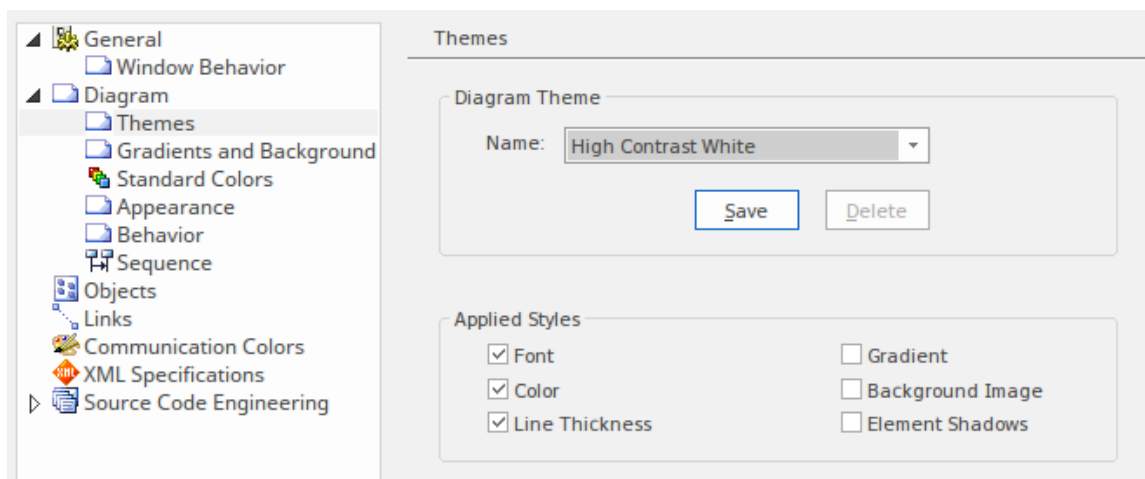 General
Window Behavior
Diagram
Themes
Gradients and Background
Standard Colors
Appearance
Behavior
Sequence
Objects
Links
Communication Colors
XML Specifications
Source Code Engineering
Themes
Diagram Theme
Name: High Contrast White
Save Delete
Applied Styles
Font Gradient
Color Background Image
Line Thickness Element Shadows